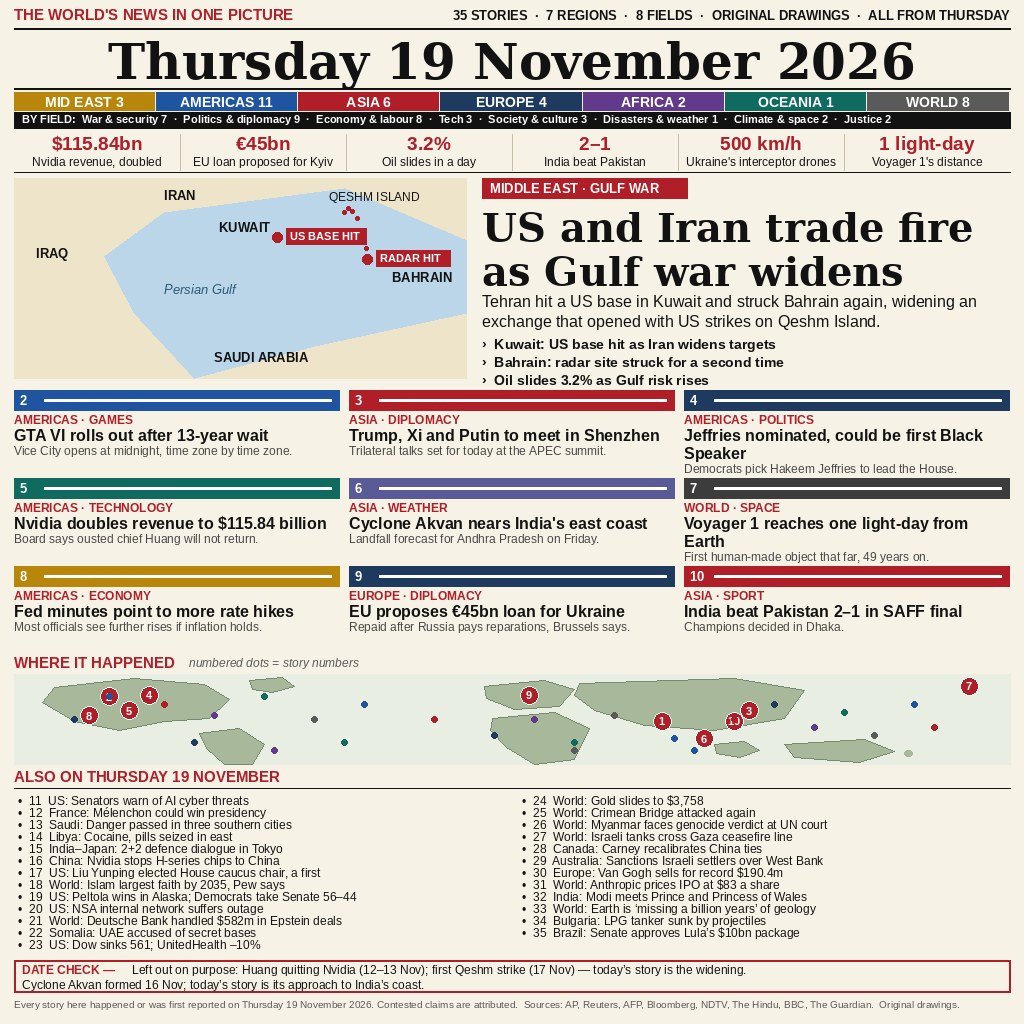 THE WORLD'S NEWS IN ONE PICTURE
35 STORIES · 7 REGIONS · 8 FIELDS · ORIGINAL DRAWINGS · ALL FROM THURSDAY
Thursday 19 November 2026
MID EAST 3
AMERICAS 11
ASIA 6
EUROPE 4
AFRICA 2
OCEANIA 1
WORLD 8
BY FIELD: War & security 7 · Politics & diplomacy 9 · Economy & labour 8 · Tech 3 · Society & culture 3 · Disasters & weather 1 · Climate & space 2 · Justice 2
$115.84bn
Nvidia revenue, doubled
€45bn
EU loan proposed for Kyiv
3.2%
Oil slides in a day
2–1
India beat Pakistan
500 km/h
Ukraine's interceptor drones
1 light-day
Voyager 1's distance
IRAN
QESHM ISLAND
KUWAIT
US BASE HIT
IRAQ
RADAR HIT
BAHRAIN
Persian Gulf
SAUDI ARABIA
MIDDLE EAST · GULF WAR
US and Iran trade fire
as Gulf war widens
Tehran hit a US base in Kuwait and struck Bahrain again, widening an
exchange that opened with US strikes on Qeshm Island.
› Kuwait: US base hit as Iran widens targets
› Bahrain: radar site struck for a second time
› Oil slides 3.2% as Gulf risk rises
2
AMERICAS · GAMES
GTA VI rolls out after 13-year wait
Vice City opens at midnight, time zone by time zone.
3
ASIA · DIPLOMACY
Trump, Xi and Putin to meet in Shenzhen
Trilateral talks set for today at the APEC summit.
4
AMERICAS · POLITICS
Jeffries nominated, could be first Black
Speaker
Democrats pick Hakeem Jeffries to lead the House.
5
AMERICAS · TECHNOLOGY
Nvidia doubles revenue to $115.84 billion
Board says ousted chief Huang will not return.
6
ASIA · WEATHER
Cyclone Akvan nears India's east coast
Landfall forecast for Andhra Pradesh on Friday.
7
WORLD · SPACE
Voyager 1 reaches one light-day from
Earth
First human-made object that far, 49 years on.
8
AMERICAS · ECONOMY
Fed minutes point to more rate hikes
Most officials see further rises if inflation holds.
9
EUROPE · DIPLOMACY
EU proposes €45bn loan for Ukraine
Repaid after Russia pays reparations, Brussels says.
10
ASIA · SPORT
India beat Pakistan 2–1 in SAFF final
Champions decided in Dhaka.
WHERE IT HAPPENED
numbered dots = story numbers
4
8
5
9
1
6
10
3
7
ALSO ON THURSDAY 19 NOVEMBER
• 11 US: Senators warn of AI cyber threats
• 12 France: Mélenchon could win presidency
• 13 Saudi: Danger passed in three southern cities
• 14 Libya: Cocaine, pills seized in east
• 15 India–Japan: 2+2 defence dialogue in Tokyo
• 16 China: Nvidia stops H-series chips to China
• 17 US: Liu Yunping elected House caucus chair, a first
• 18 World: Islam largest faith by 2035, Pew says
• 19 US: Peltola wins in Alaska; Democrats take Senate 56–44
• 20 US: NSA internal network suffers outage
• 21 World: Deutsche Bank handled $582m in Epstein deals
• 22 Somalia: UAE accused of secret bases
• 23 US: Dow sinks 561; UnitedHealth –10%
• 24 World: Gold slides to $3,758
• 25 World: Crimean Bridge attacked again
• 26 World: Myanmar faces genocide verdict at UN court
• 27 World: Israeli tanks cross Gaza ceasefire line
• 28 Canada: Carney recalibrates China ties
• 29 Australia: Sanctions Israeli settlers over West Bank
• 30 Europe: Van Gogh sells for record $190.4m
• 31 World: Anthropic prices IPO at $83 a share
• 32 India: Modi meets Prince and Princess of Wales
• 33 World: Earth is ‘missing a billion years’ of geology
• 34 Bulgaria: LPG tanker sunk by projectiles
• 35 Brazil: Senate approves Lula's $10bn package
DATE CHECK — Left out on purpose: Huang quitting Nvidia (12–13 Nov); first Qeshm strike (17 Nov) — today's story is the widening.
Cyclone Akvan formed 16 Nov; today's story is its approach to India's coast.
Every story here happened or was first reported on Thursday 19 November 2026. Contested claims are attributed. Sources: AP, Reuters, AFP, Bloomberg, NDTV, The Hindu, BBC, The Guardian. Original drawings.